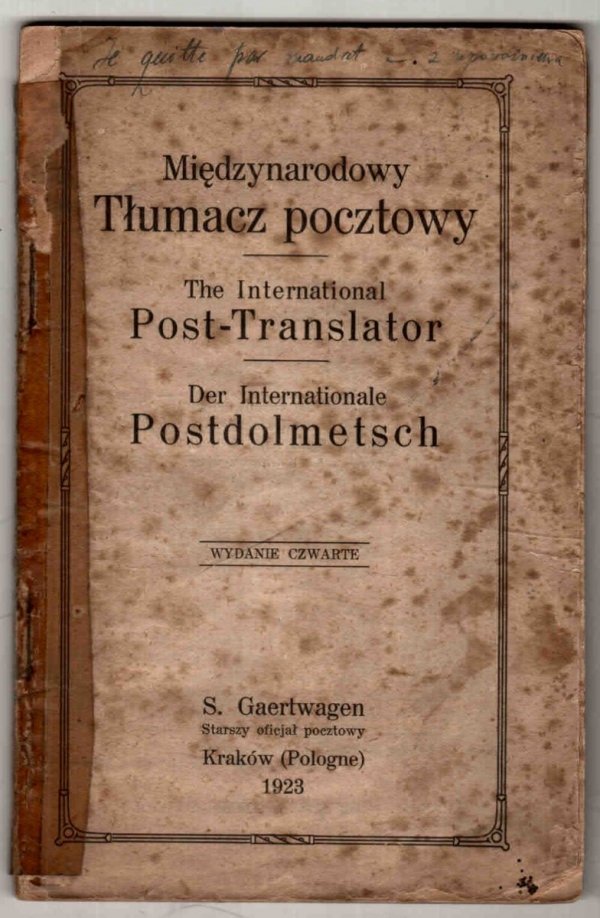 Je quitte par mandat
Międzynarodowy
Tłumacz pocztowy
The International
Post-Translator
Der Internationale
Postdolmetsch
WYDANIE CZWARTE
S. Gaertwagen
Starszy oficjał pocztowy
Kraków (Pologne)
1923